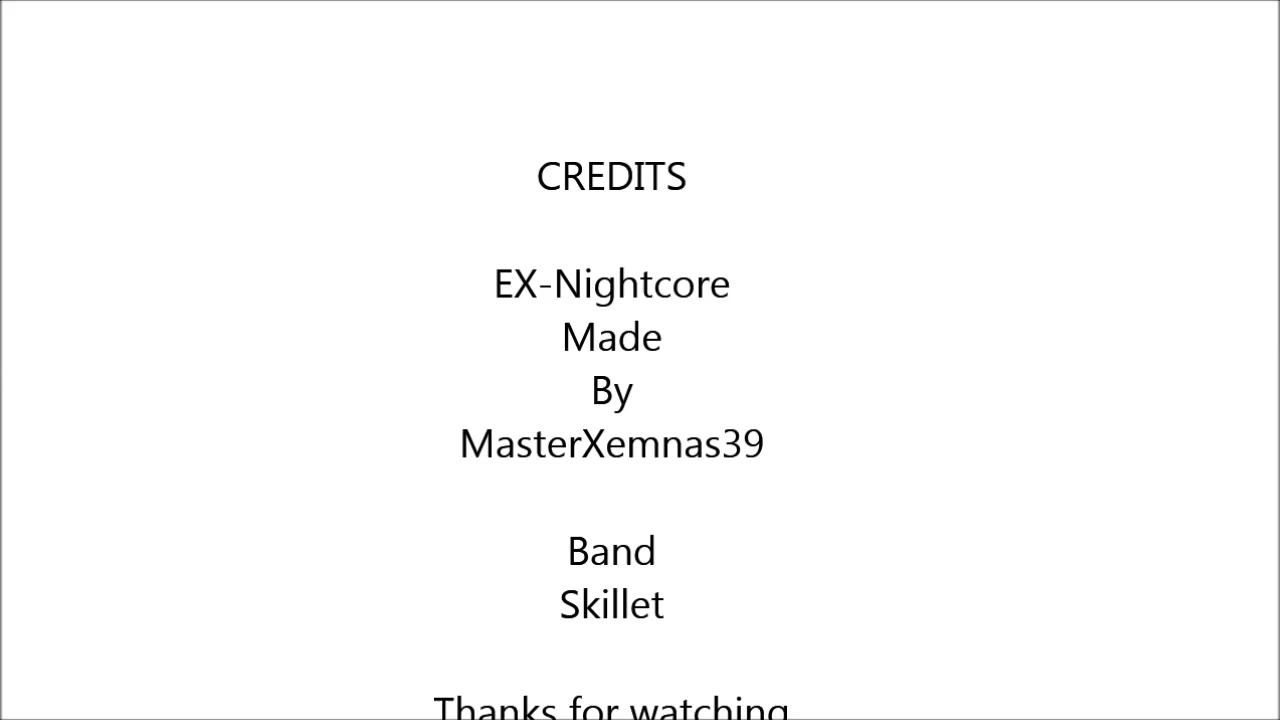 CREDITS
EX-Nightcore
Made
By
MasterXemnas39
Band
Skillet
Thanks for watching